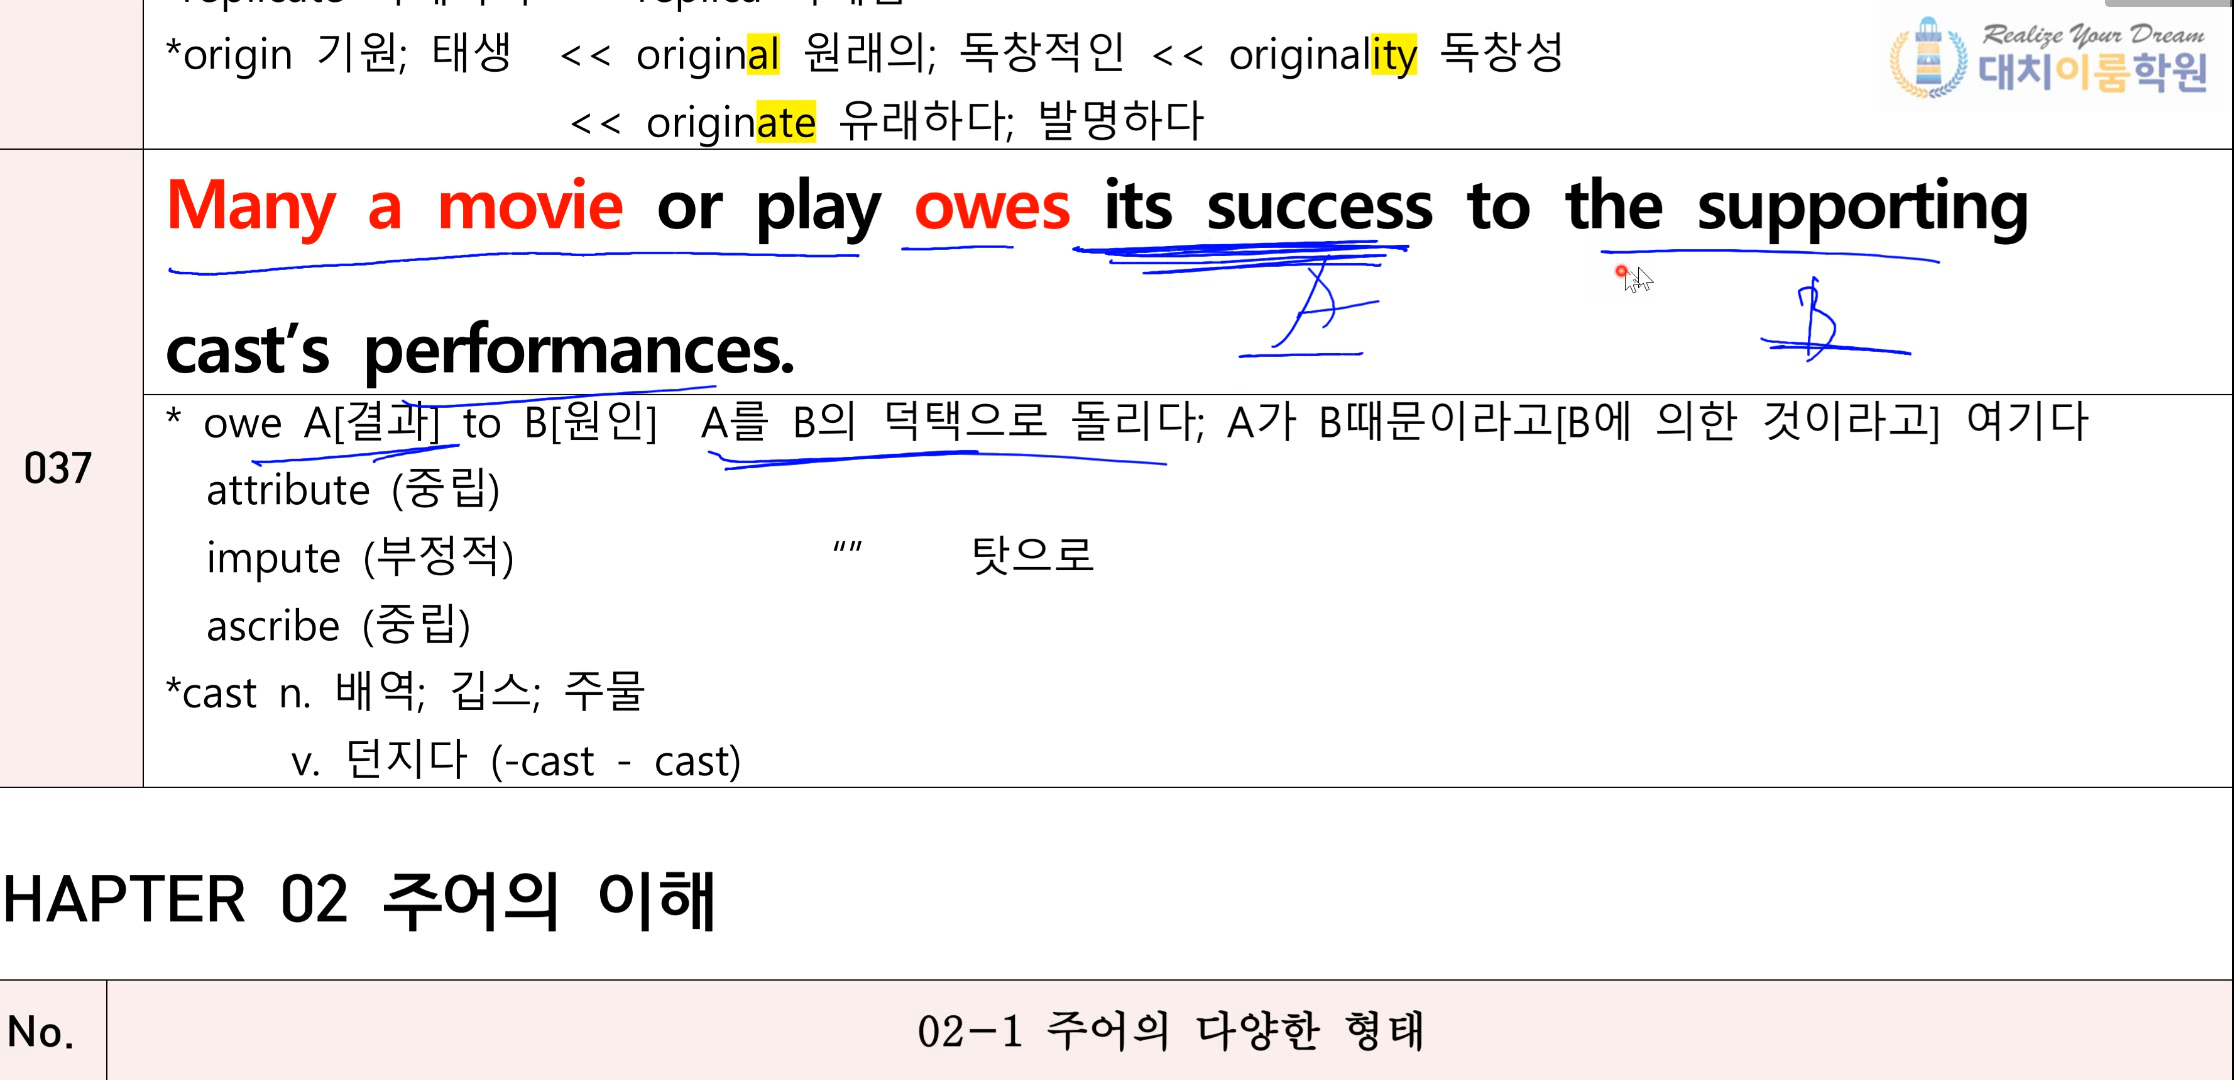 *origin 기원; 태생 << original 원래의; 독창적인 << originality 독창성
Realize Your Dream
대치이룸학원
<< originate 유래하다; 발명하다
Many a movie or play owes its success to the supporting
A
B
cast's performances.
037
* owe A[결과] to B[원인] A를 B의 덕택으로 돌리다; A가 B때문이라고[B에 의한 것이라고] 여기다
attribute (중립)
impute (부정적) “” 탓으로
ascribe (중립)
*cast n. 배역; 깁스; 주물
v. 던지다 (-cast - cast)
HAPTER 02 주어의 이해
No. 02-1 주어의 다양한 형태